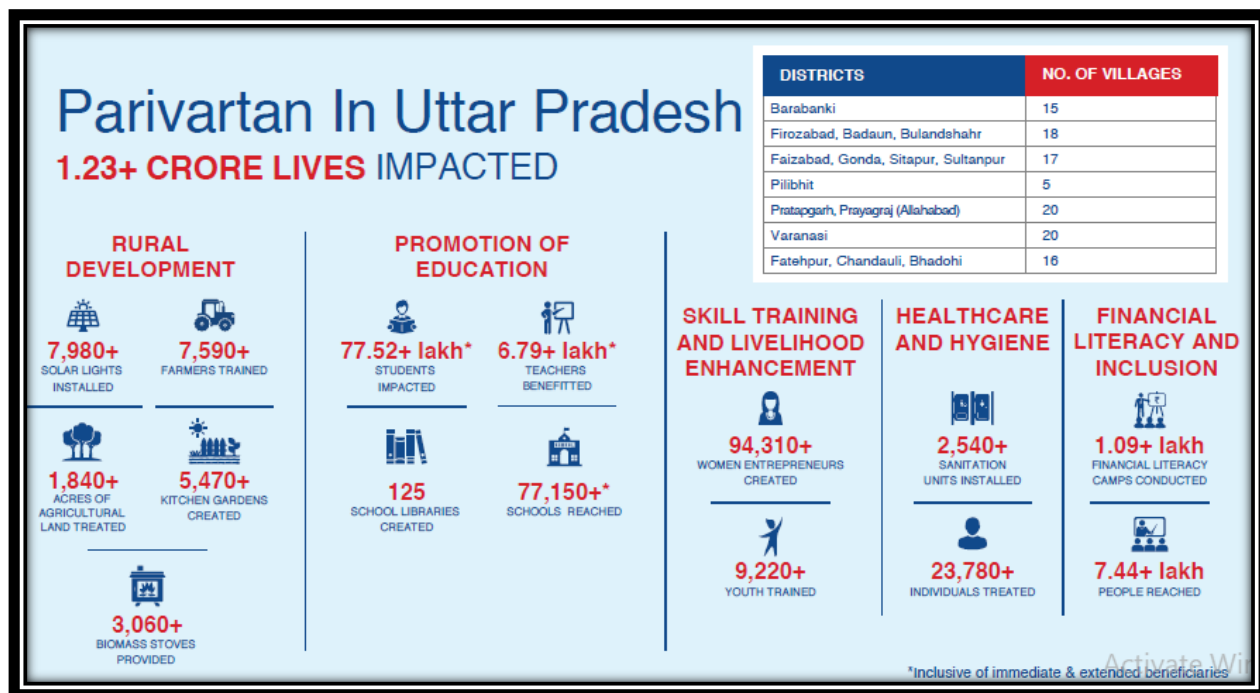 Parivartan In Uttar Pradesh
1.23+ CRORE LIVES IMPACTED
DISTRICTS NO. OF VILLAGES
Barabanki 15
Firozabad, Badaun, Bulandshahr 18
Faizabad, Gonda, Sitapur, Sultanpur 17
Pilibhit 5
Pratapgarh, Prayagraj (Allahabad) 20
Varanasi 20
Fatehpur, Chandauli, Bhadohi 16
RURAL
DEVELOPMENT
7,980+
SOLAR LIGHTS
INSTALLED
7,590+
FARMERS TRAINED
1,840+
ACRES OF
AGRICULTURAL
LAND TREATED
5,470+
KITCHEN GARDENS
CREATED
3,060+
BIOMASS STOVES
PROVIDED
PROMOTION OF
EDUCATION
77.52+ lakh*
STUDENTS
IMPACTED
6.79+ lakh*
TEACHERS
BENEFITTED
125
SCHOOL LIBRARIES
CREATED
SCHOOL
77,150+*
SCHOOLS REACHED
SKILL TRAINING
AND LIVELIHOOD
ENHANCEMENT
94,310+
WOMEN ENTREPRENEURS
CREATED
9,220+
YOUTH TRAINED
HEALTHCARE
AND HYGIENE
2,540+
SANITATION
UNITS INSTALLED
23,780+
INDIVIDUALS TREATED
FINANCIAL
LITERACY AND
INCLUSION
₹
1.09+ lakh
FINANCIAL LITERACY
CAMPS CONDUCTED
7.44+ lakh
PEOPLE REACHED
*Inclusive of immediate & extended beneficiaries
Activate Wi